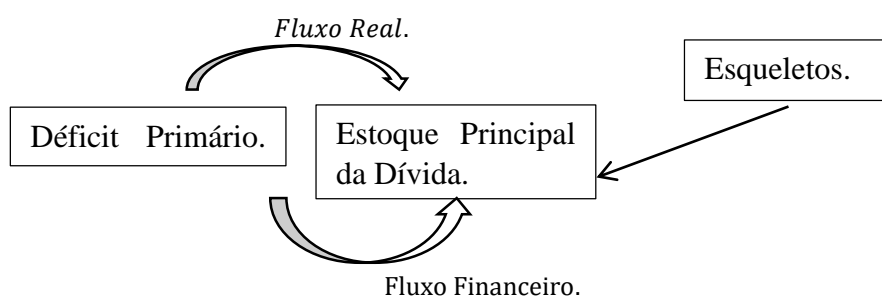 Fluxo Real.
Esqueletos.
Déficit Primário.
Estoque Principal
da Dívida.
Fluxo Financeiro.